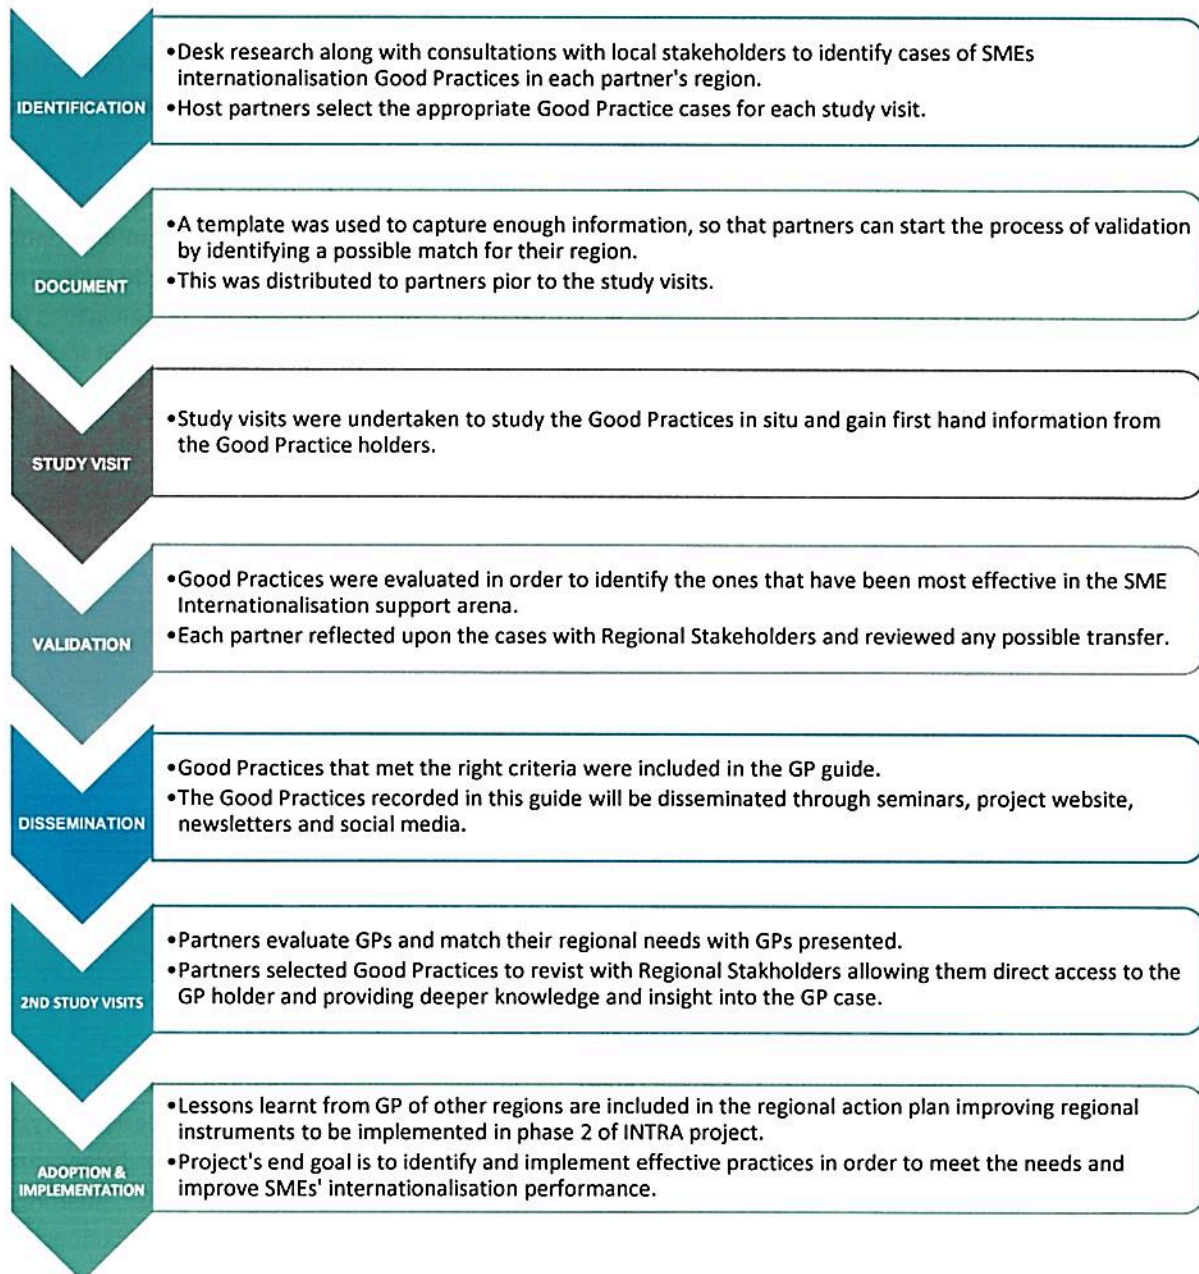 IDENTIFICATION
•Desk research along with consultations with local stakeholders to identify cases of SMEs
internationalisation Good Practices in each partner's region.
•Host partners select the appropriate Good Practice cases for each study visit.
DOCUMENT
•A template was used to capture enough information, so that partners can start the process of validation
by identifying a possible match for their region.
•This was distributed to partners pior to the study visits.
STUDY VISIT
•Study visits were undertaken to study the Good Practices in situ and gain first hand information from
the Good Practice holders.
VALIDATION
•Good Practices were evaluated in order to identify the ones that have been most effective in the SME
Internationalisation support arena.
•Each partner reflected upon the cases with Regional Stakeholders and reviewed any possible transfer.
DISSEMINATION
•Good Practices that met the right criteria were included in the GP guide.
•The Good Practices recorded in this guide will be disseminated through seminars, project website,
newsletters and social media.
2ND STUDY VISITS
•Partners evaluate GPs and match their regional needs with GPs presented.
•Partners selected Good Practices to revist with Regional Stakholders allowing them direct access to the
GP holder and providing deeper knowledge and insight into the GP case.
ADOPTION &
IMPLEMENTATION
•Lessons learnt from GP of other regions are included in the regional action plan improving regional
instruments to be implemented in phase 2 of INTRA project.
•Project's end goal is to identify and implement effective practices in order to meet the needs and
improve SMEs' internationalisation performance.